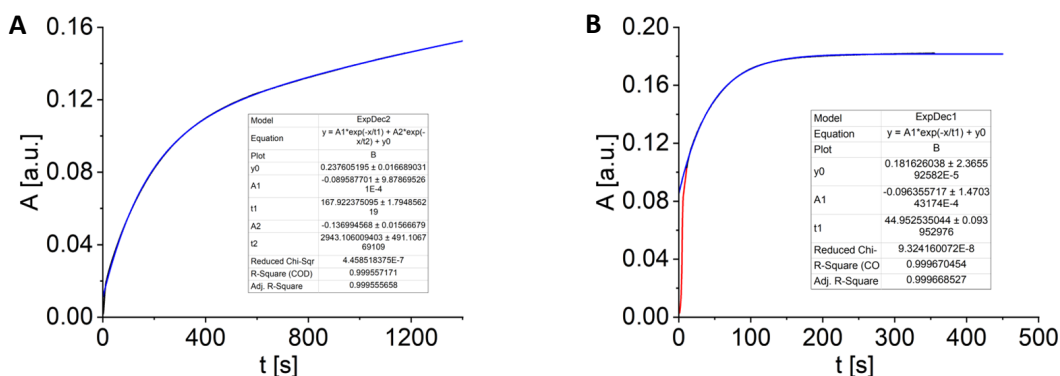 A
0.16
0.12
0.08
0.04
0.00
A [a.u.]
0
400
800
1200
t [s]
Model ExpDec2
Equation y = A1*exp(-x/t1) + A2*exp(-
x/t2) + y0
Plot B
y0 0.237605195 ± 0.016689031
A1 -0.089587701 ± 9.87869526
1E-4
t1 167.922375095 ± 1.7948562
19
A2 -0.136994568 ± 0.01566679
t2 2943.106009403 ± 491.1067
69109
Reduced Chi-Sqr 4.458518375E-7
R-Square (COD) 0.999557171
Adj. R-Square 0.999555658
B
0.20
0.16
0.12
0.08
0.04
0.00
A [a.u.]
0
100
200
300
400
500
t [s]
Model ExpDec1
Equation y = A1*exp(-x/t1) + y0
Plot B
y0 0.181626038 ± 2.3655
92582E-5
A1 -0.096355717 ± 1.4703
43174E-4
t1 44.952535044 ± 0.093
952976
Reduced Chi- 9.324160072E-8
R-Square (CO 0.999670454
Adj. R-Square 0.999668527